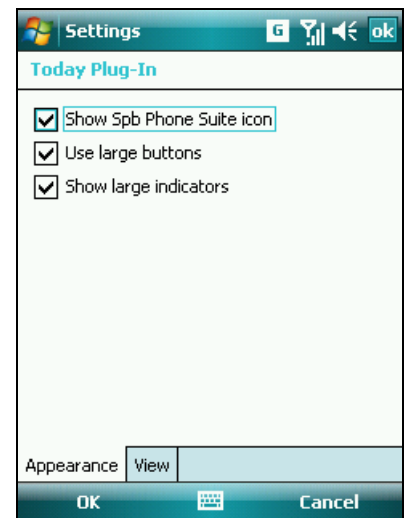 Settings G ok
Today Plug-In
Show Spb Phone Suite icon
Use large buttons
Show large indicators
Appearance View
OK Cancel